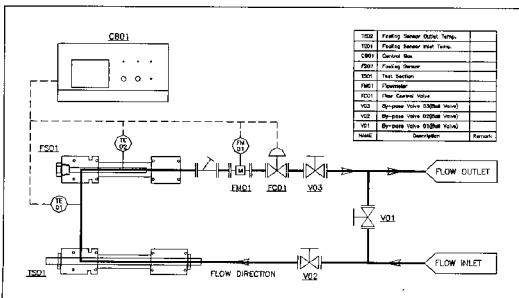 CB01
TE02 Fouling Sensor Outlet Temp.
TE01 Fouling Sensor Inlet Temp.
CB01 Control Box
FS01 Fouling Sensor
TS01 Test Section
FM01 Flowmeter
FC01 Flow Control Valve
V03 By-pass Valve 03(Ball Valve)
V02 By-pass Valve 02(Ball Valve)
V01 By-pass Valve 01(Ball Valve)
NAME Description Remark
FS01
TE 02
FM 01
M
FM01
FC01
V03
FLOW OUTLET
TE 01
V01
TS01
FLOW DIRECTION
V02
FLOW INLET